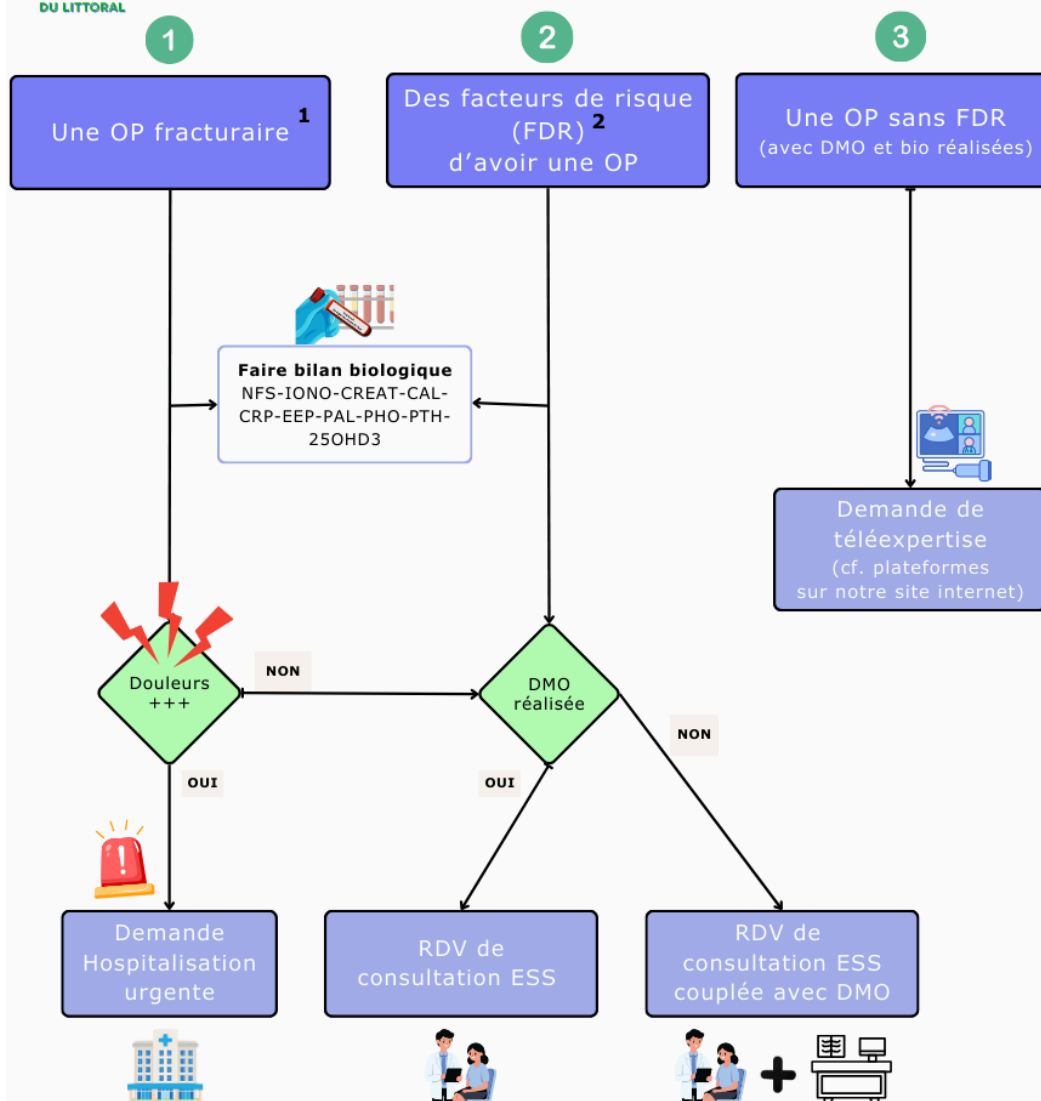 DU LITTORAL
1
2
3
Une OP fracturaire 1
Des facteurs de risque
(FDR) 2
d'avoir une OP
Une OP sans FDR
(avec DMO et bio réalisées)
Faire bilan biologique
NFS-IONO-CREAT-CAL-
CRP-EEP-PAL-PHO-PTH-
25OHD3
Demande de
téléexpertise
(cf. plateformes
sur notre site internet)
Douleurs
+++
NON
DMO
réalisée
NON
OUI
OUI
Demande
Hospitalisation
urgente
RDV de
consultation ESS
RDV de
consultation ESS
couplée avec DMO